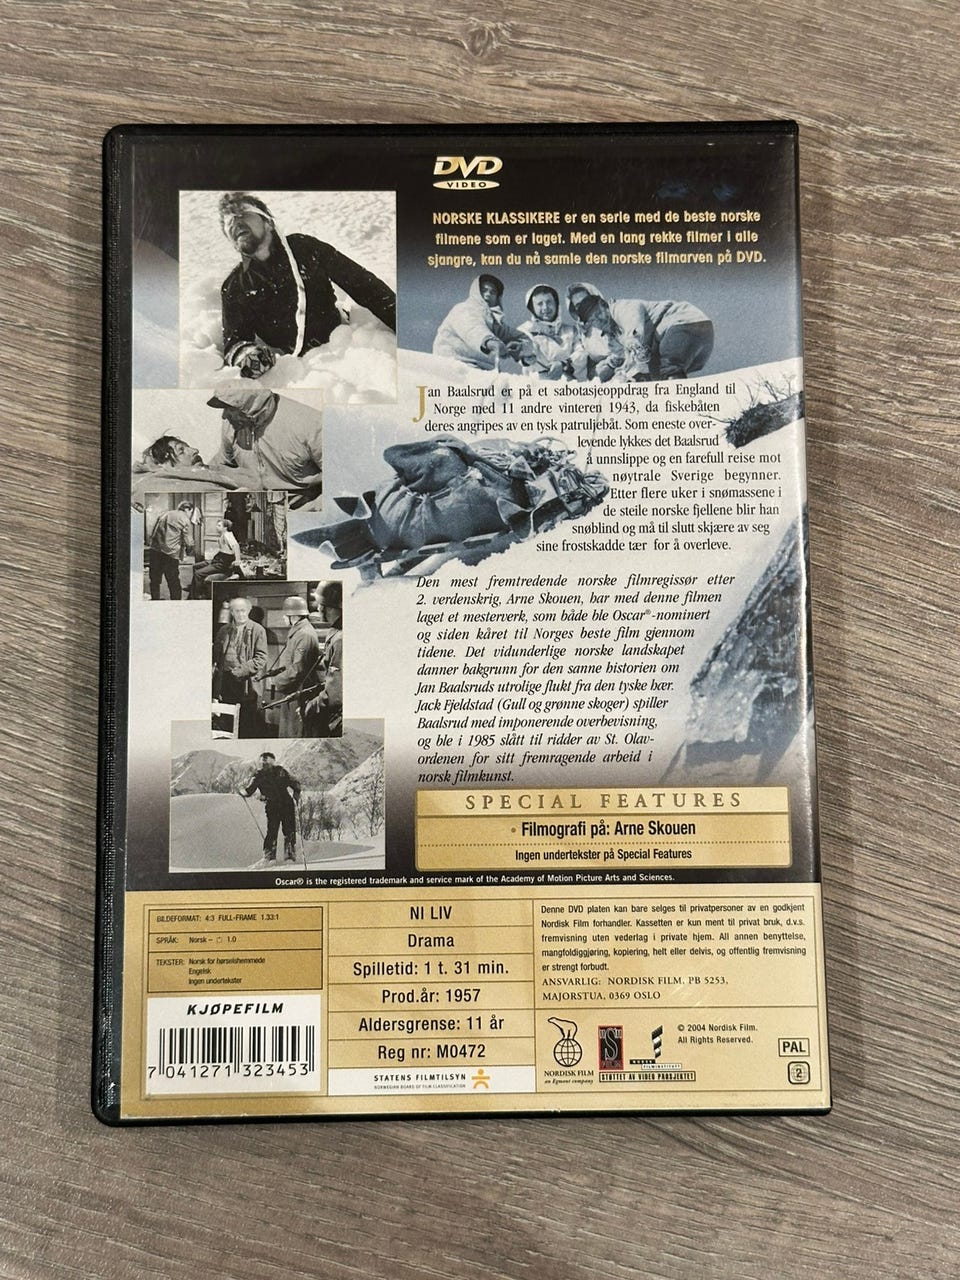 DVD
VIDEO
NORSKE KLASSIKERE er en serie med de beste norske
filmene som er laget. Med en lang rekke filmer i alle
sjangre, kan du nå samle den norske filmarven på DVD.
Jan Baalsrud er på et sabotasjeoppdrag fra England til
Norge med 11 andre vinteren 1943, da fiskebåten
deres angripes av en tysk patruljebåt. Som eneste over-
levende lykkes det Baalsrud
å unnslippe og en farefull reise mot
nøytrale Sverige begynner.
Etter flere uker i snømassene i
de steile norske fjellene blir han
snøblind og må til slutt skjære av seg
sine frostskadde tær for å overleve.
Den mest fremtredende norske filmregissør etter
2. verdenskrig, Arne Skouen, har med denne filmen
laget et mesterverk, som både ble Oscar®-nominert
og siden kåret til Norges beste film gjennom
tidene. Det vidunderlige norske landskapet
danner bakgrunn for den sanne historien om
Jan Baalsruds utrolige flukt fra den tyske hær.
Jack Fjeldstad (Gull og grønne skoger) spiller
Baalsrud med imponerende overbevisning,
og ble i 1985 slått til ridder av St. Olav-
ordenen for sitt fremragende arbeid i
norsk filmkunst.
SPECIAL FEATURES
• Filmografi på: Arne Skouen
Ingen undertekster på Special Features
Oscar® is the registered trademark and service mark of the Academy of Motion Picture Arts and Sciences.
BILDEFORMAT: 4:3 FULL-FRAME 1.33:1
SPRÅK: Norsk – 1.0
TEKSTER: Norsk for hørselshemmede
Engelsk
Ingen undertekster
KJØPEFILM
7 041271 323453
NI LIV
Drama
Spilletid: 1 t. 31 min.
Prod.år: 1957
Aldersgrense: 11 år
Reg nr: M0472
STATENS FILMTILSYN
NORWEGIAN BOARD OF FILM CLASSIFICATION
Denne DVD platen kan bare selges til privatpersoner av en godkjent
Nordisk Film forhandler. Kassetten er kun ment til privat bruk, d.v.s.
fremvisning uten vederlag i private hjem. All annen benyttelse,
mangfoldiggjøring, kopiering, helt eller delvis, og offentlig fremvisning
er strengt forbudt.
ANSVARLIG: NORDISK FILM, PB 5253,
MAJORSTUA, 0369 OSLO
NORDISK FILM
an Egmont company
NORSK
FILMINSTITUTT
STØTTET AV VIDEO PROSJEKTET
© 2004 Nordisk Film.
All Rights Reserved.
PAL
2